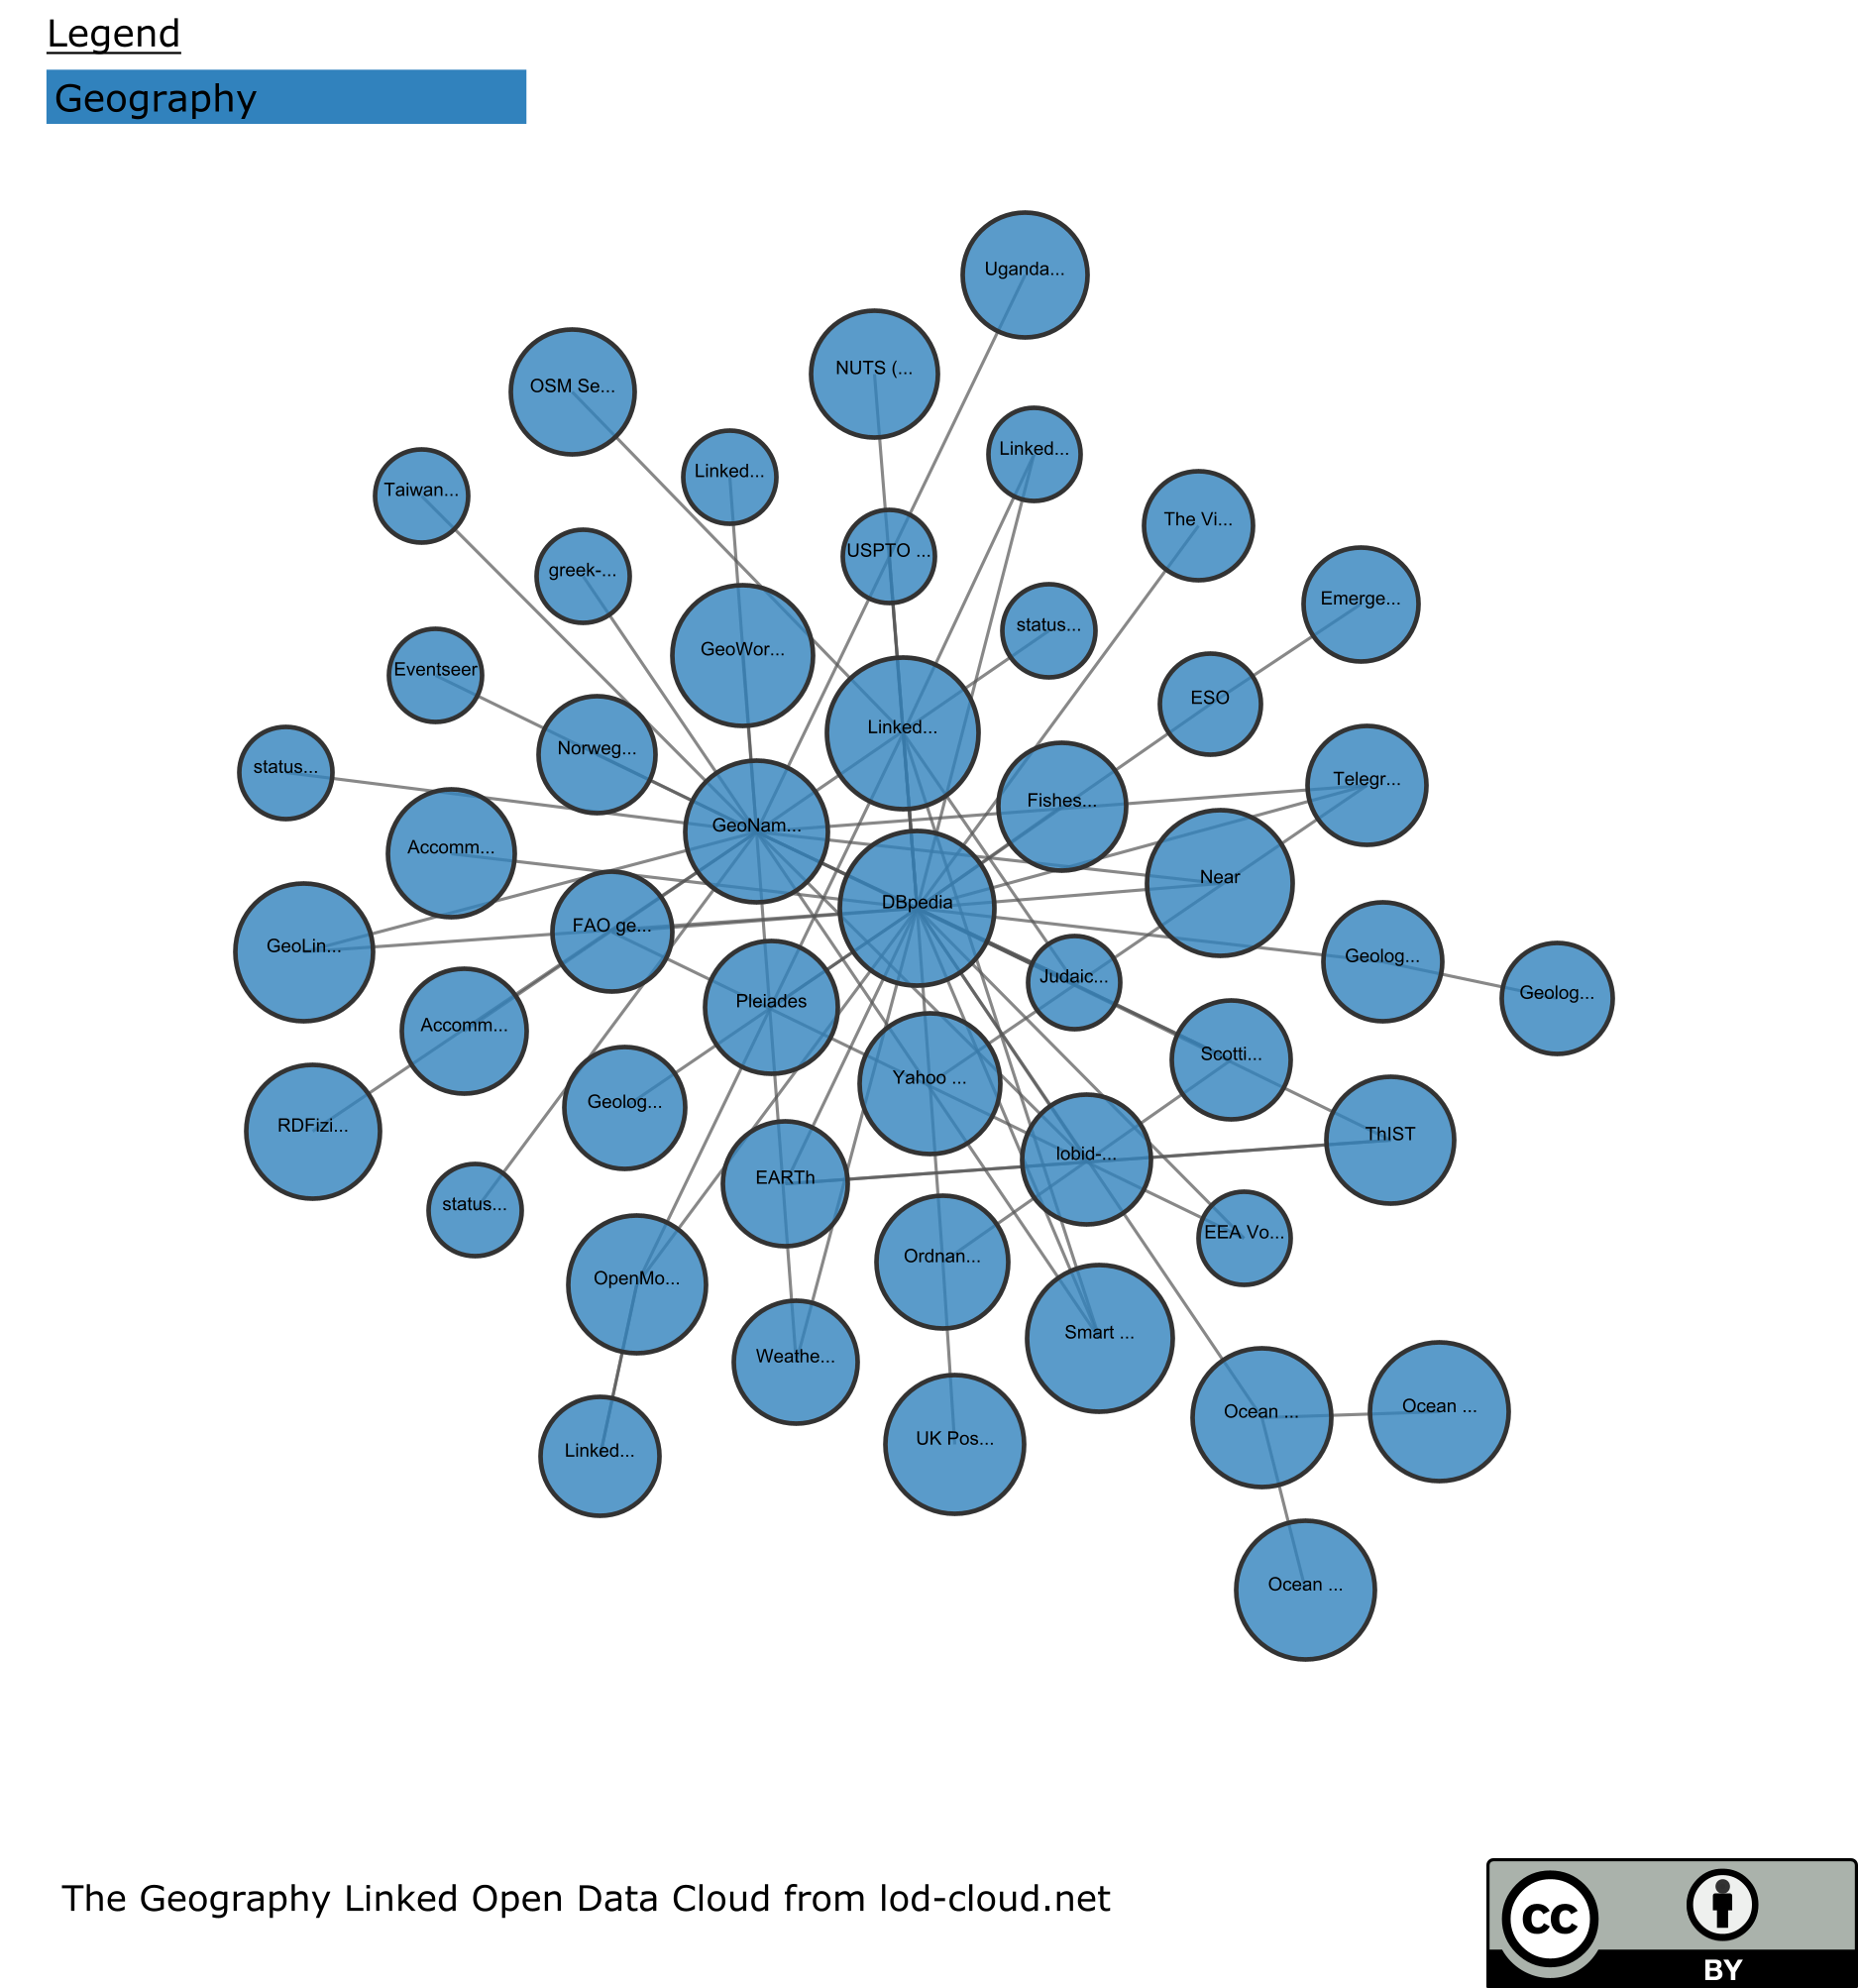 Legend
Geography
Uganda...
NUTS (...
OSM Se...
Linked...
Linked...
Taiwan...
The Vi...
USPTO ...
greek-...
Emerge...
status...
GeoWor...
Eventseer
ESO
Linked...
Norweg...
status...
Telegr...
Fishes...
GeoNam...
Accomm...
Near
DBpedia
FAO ge...
GeoLin...
Geolog...
Judaic...
Geolog...
Pleiades
Accomm...
Scotti...
Yahoo ...
Geolog...
RDFizi...
ThIST
lobid-...
EARTh
status...
EEA Vo...
Ordnan...
OpenMo...
Smart ...
Weathe...
Ocean ...
Ocean ...
UK Pos...
Linked...
Ocean ...
The Geography Linked Open Data Cloud from lod-cloud.net
cc
BY